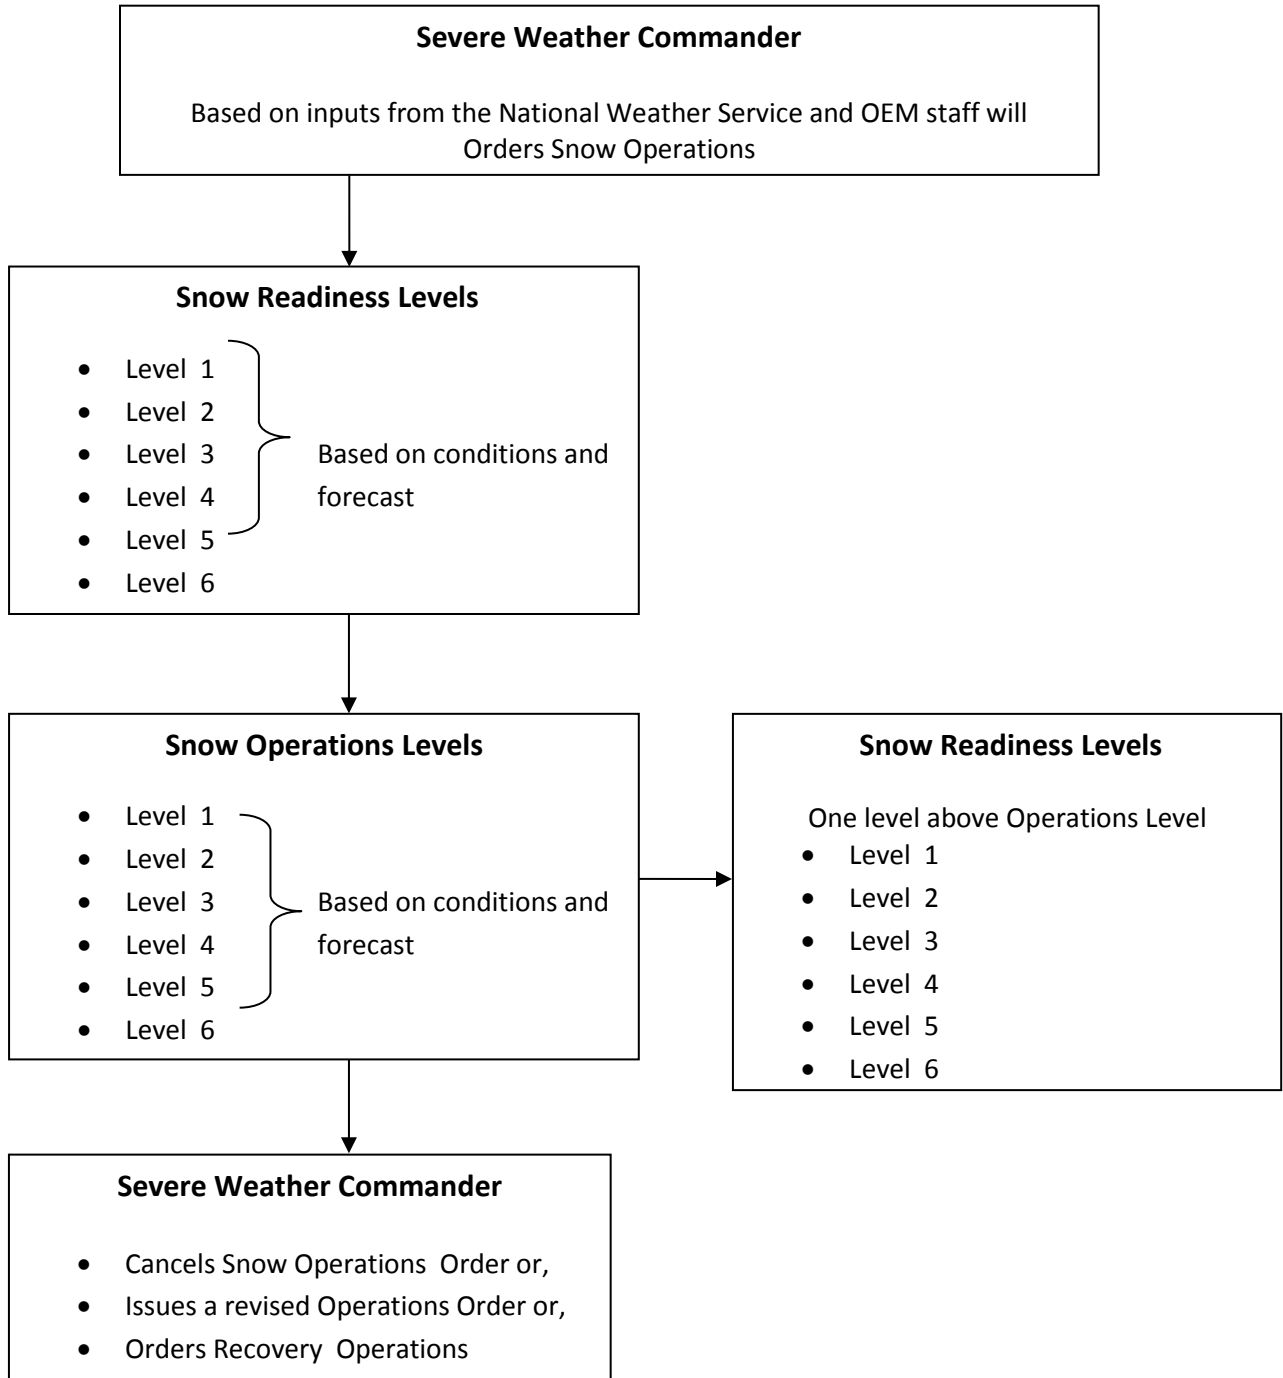 Severe Weather Commander
Based on inputs from the National Weather Service and OEM staff will
Orders Snow Operations
Snow Readiness Levels
• Level 1
• Level 2
• Level 3
• Level 4
• Level 5
• Level 6
Based on conditions and
forecast
Snow Operations Levels
• Level 1
• Level 2
• Level 3
• Level 4
• Level 5
• Level 6
Based on conditions and
forecast
Snow Readiness Levels
One level above Operations Level
• Level 1
• Level 2
• Level 3
• Level 4
• Level 5
• Level 6
Severe Weather Commander
• Cancels Snow Operations Order or,
• Issues a revised Operations Order or,
• Orders Recovery Operations